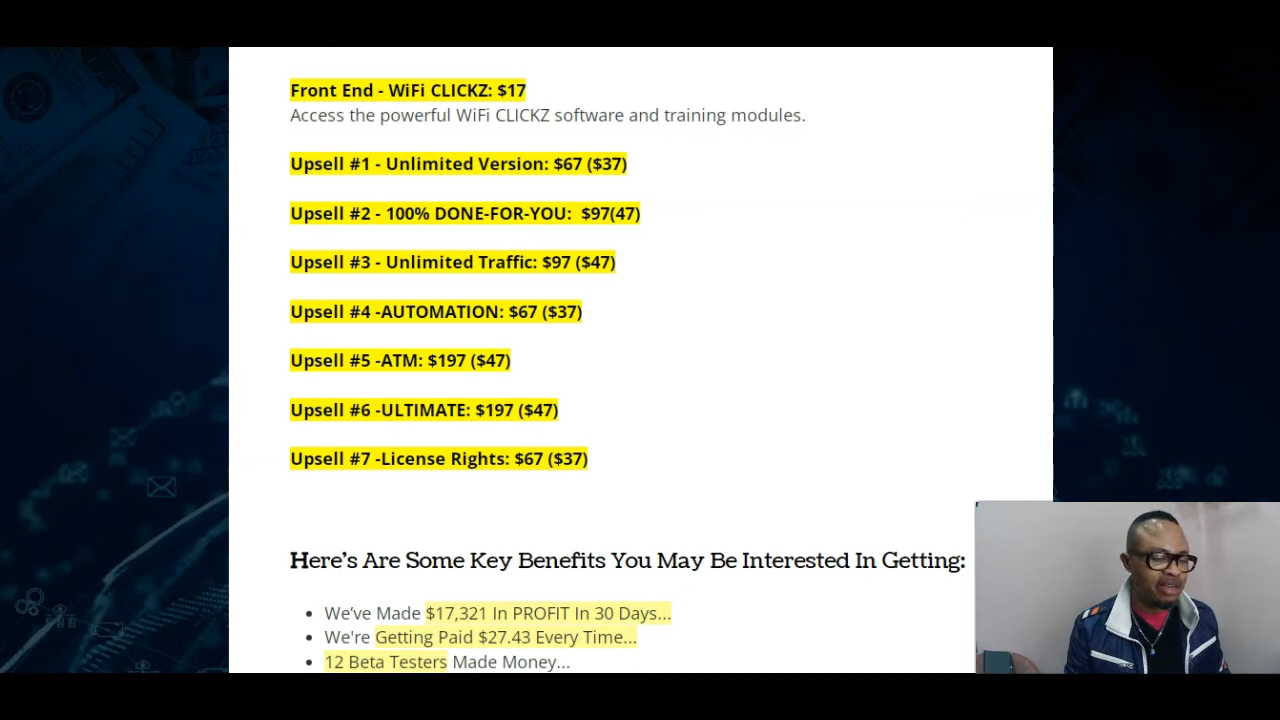 Front End - WiFi CLICKZ: $17
Access the powerful WiFi CLICKZ software and training modules.
Upsell #1 - Unlimited Version: $67 ($37)
Upsell #2 - 100% DONE-FOR-YOU:  $97(47)
Upsell #3 - Unlimited Traffic: $97 ($47)
Upsell #4 -AUTOMATION: $67 ($37)
Upsell #5 -ATM: $197 ($47)
Upsell #6 -ULTIMATE: $197 ($47)
Upsell #7 -License Rights: $67 ($37)
Here's Are Some Key Benefits You May Be Interested In Getting:
• We've Made $17,321 In PROFIT In 30 Days...
• We're Getting Paid $27.43 Every Time...
• 12 Beta Testers Made Money...